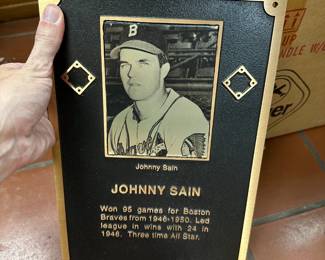 B
Johnny Sain
JOHNNY SAIN
Won 95 games for Boston
Braves from 1946-1950. Led
league in wins with 24 in
1948. Three time All Star.